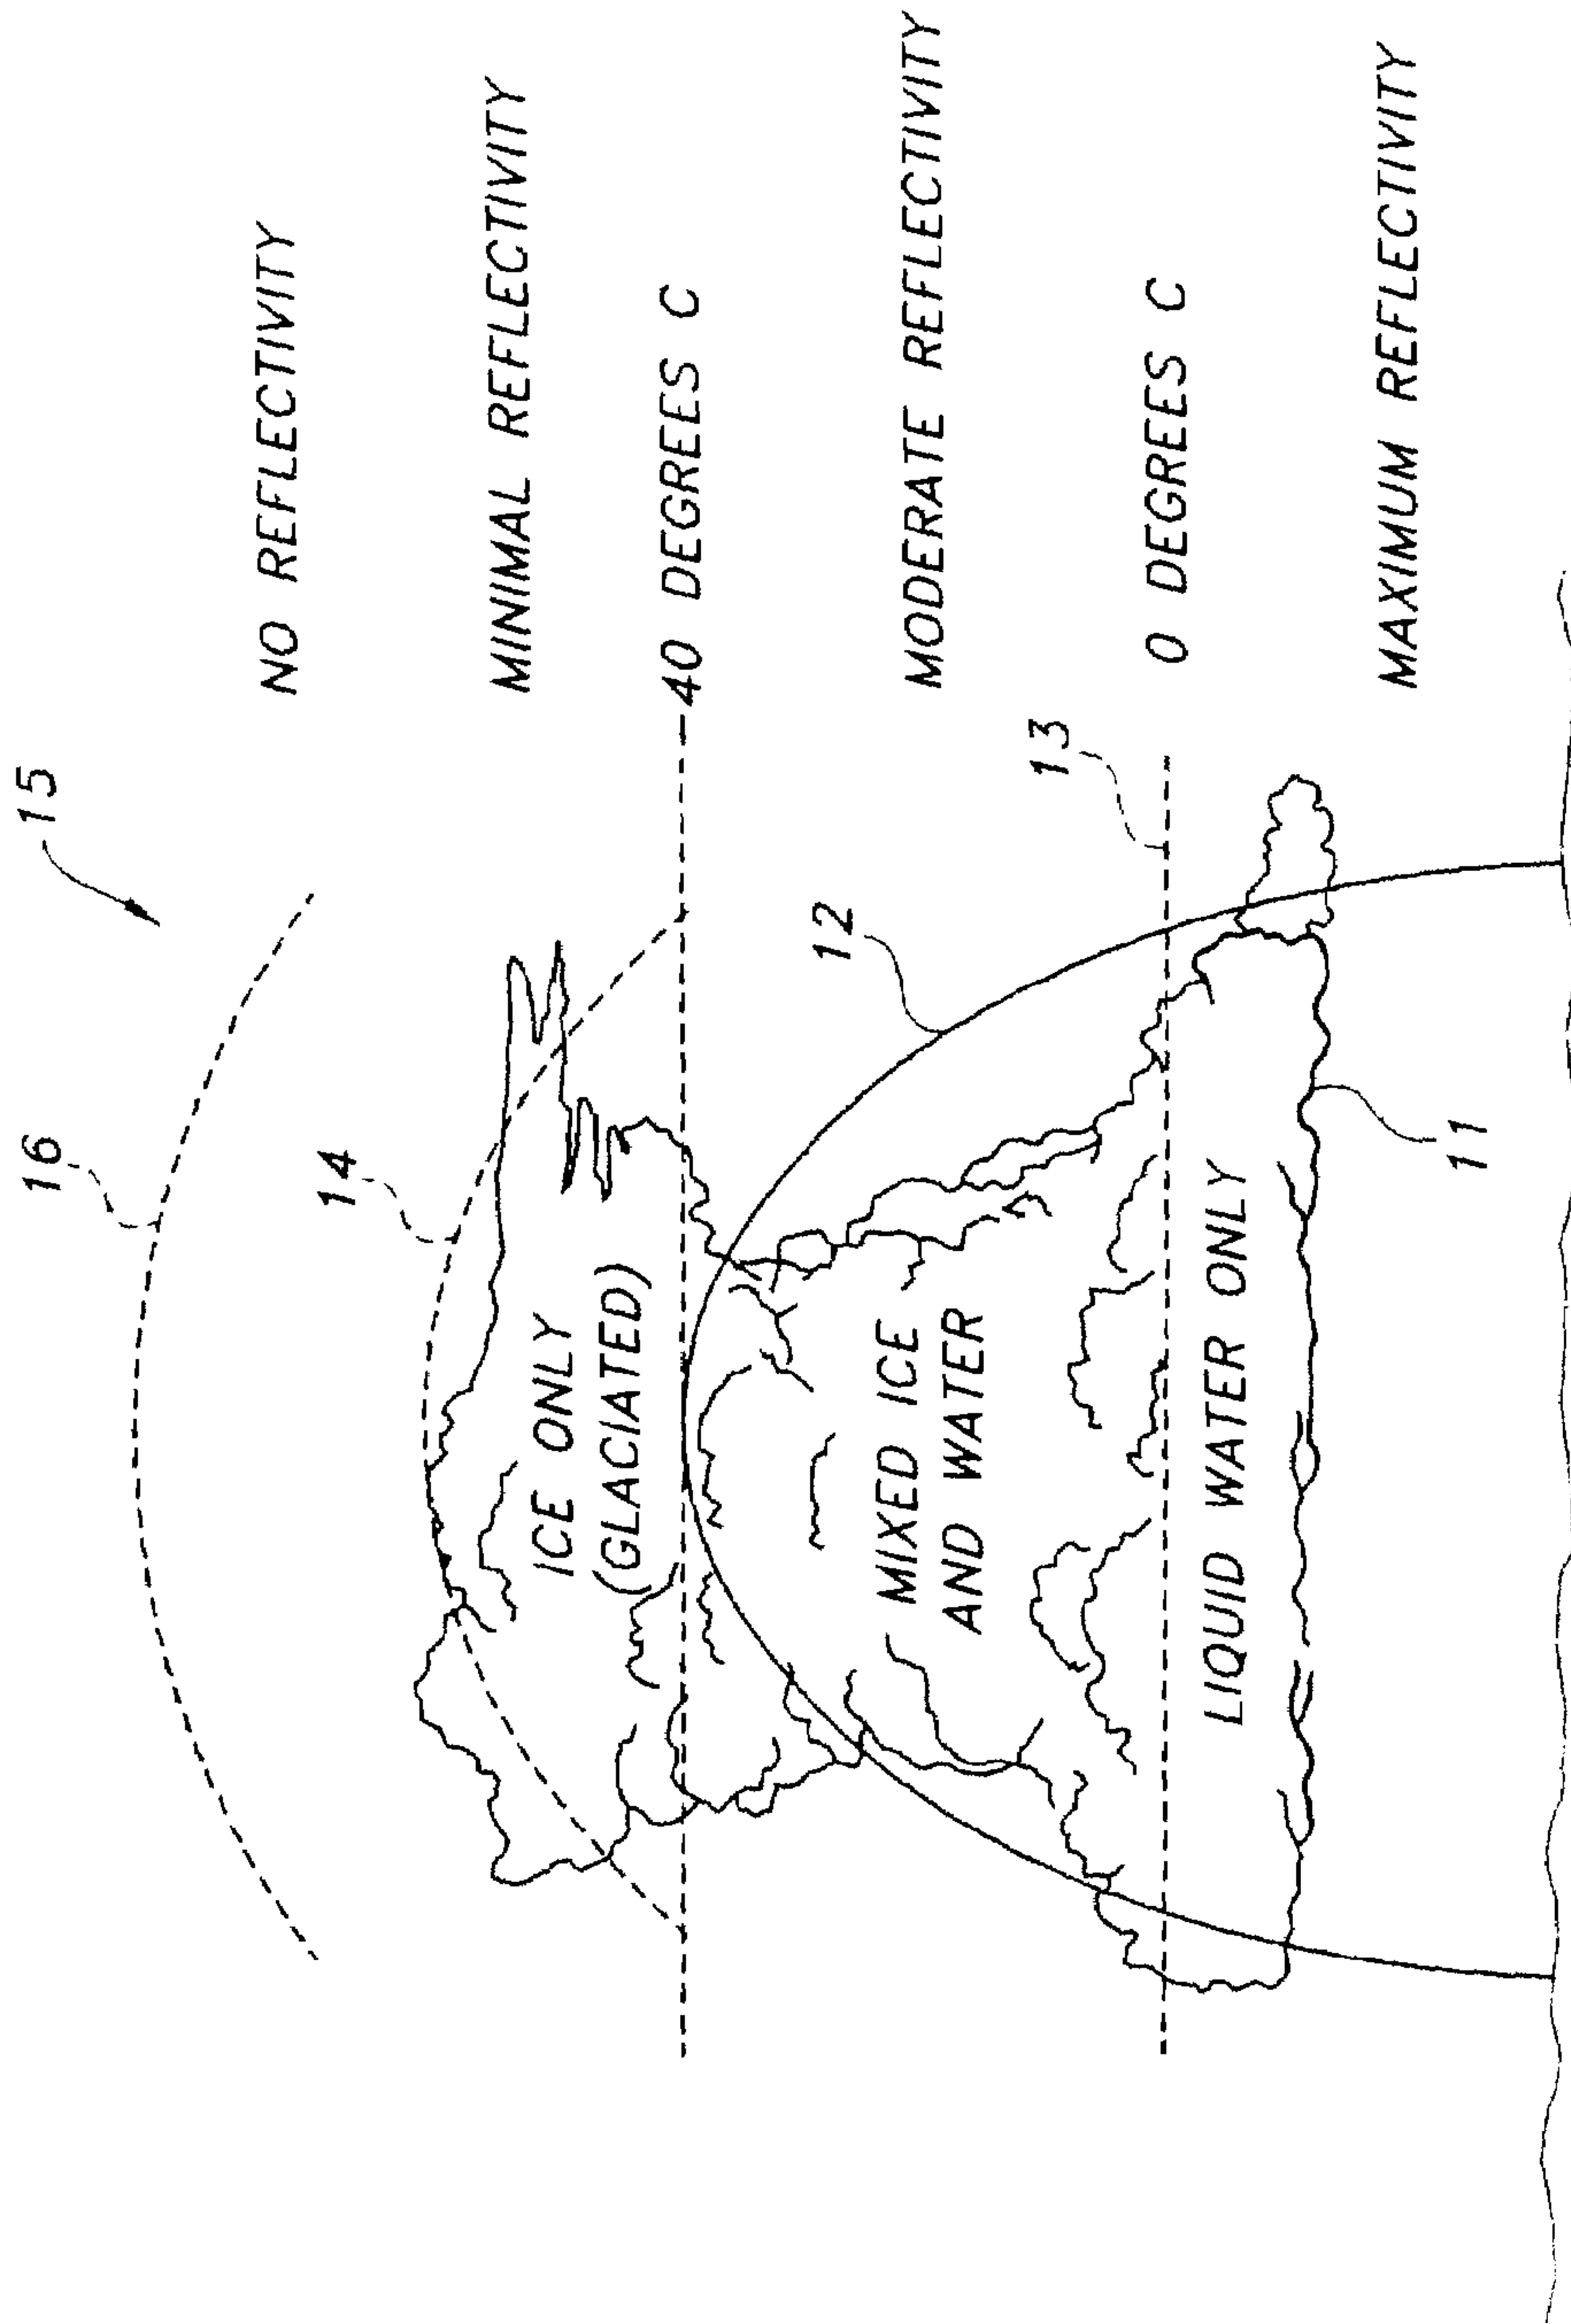 15
16
NO REFLECTIVITY
14
MINIMAL REFLECTIVITY
ICE ONLY
(GLACIATED)
-40 DEGREES C
12
MIXED ICE
AND WATER
MODERATE REFLECTIVITY
13
0 DEGREES C
LIQUID WATER ONLY
11
MAXIMUM REFLECTIVITY